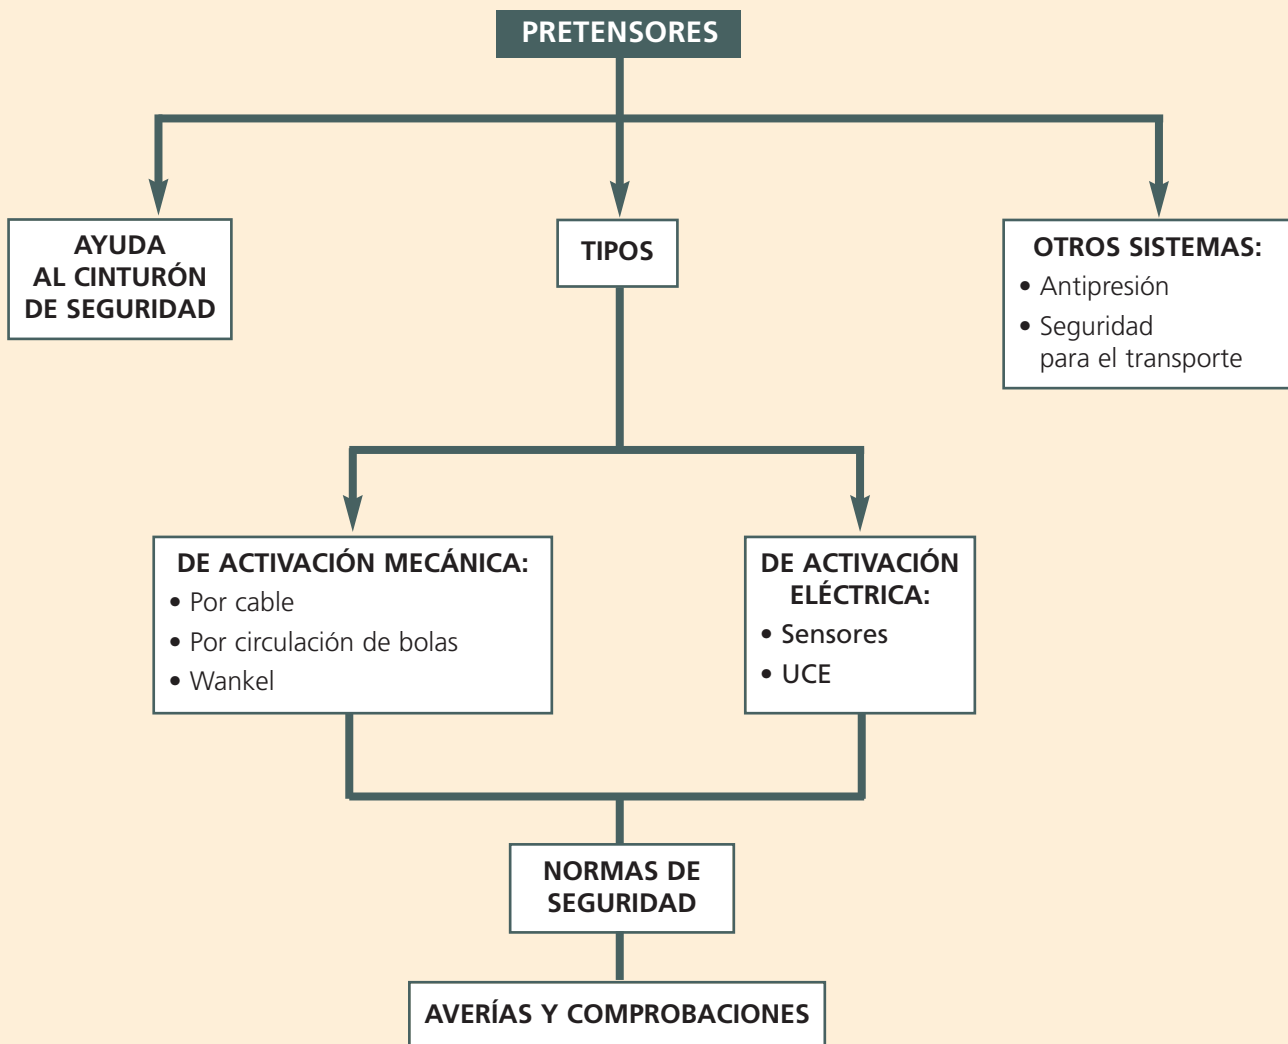 PRETENSORES
AYUDA
AL CINTURÓN
DE SEGURIDAD
TIPOS
OTROS SISTEMAS:
• Antipresión
• Seguridad
para el transporte
DE ACTIVACIÓN MECÁNICA:
• Por cable
• Por circulación de bolas
• Wankel
DE ACTIVACIÓN
ELÉCTRICA:
• Sensores
• UCE
NORMAS DE
SEGURIDAD
AVERÍAS Y COMPROBACIONES